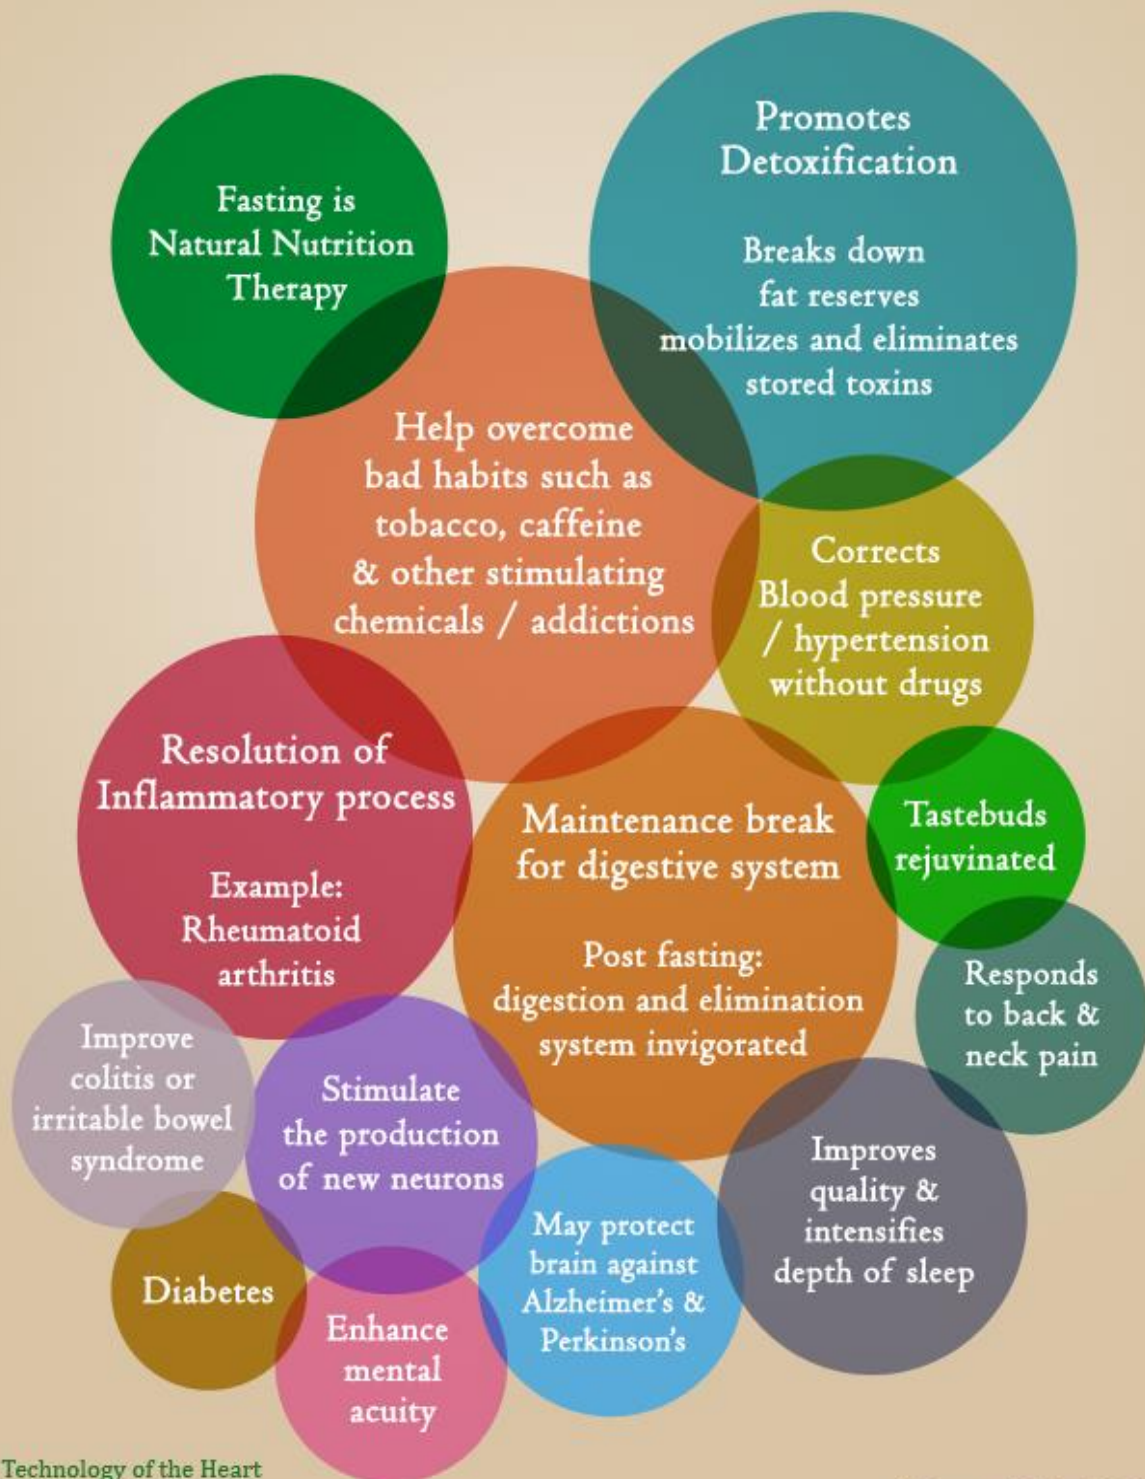 Fasting is
Natural Nutrition
Therapy
Promotes
Detoxification
Breaks down
fat reserves
mobilizes and eliminates
stored toxins
Help overcome
bad habits such as
tobacco, caffeine
& other stimulating
chemicals / addictions
Corrects
Blood pressure
/ hypertension
without drugs
Resolution of
Inflammatory process
Example:
Rheumatoid
arthritis
Maintenance break
for digestive system
Post fasting:
digestion and elimination
system invigorated
Tastebuds
rejuvinated
Responds
to back &
neck pain
Improve
colitis or
irritable bowel
syndrome
Stimulate
the production
of new neurons
Improves
quality &
intensifies
depth of sleep
May protect
brain against
Alzheimer's &
Perkinson's
Diabetes
Enhance
mental
acuity
Technology of the Heart